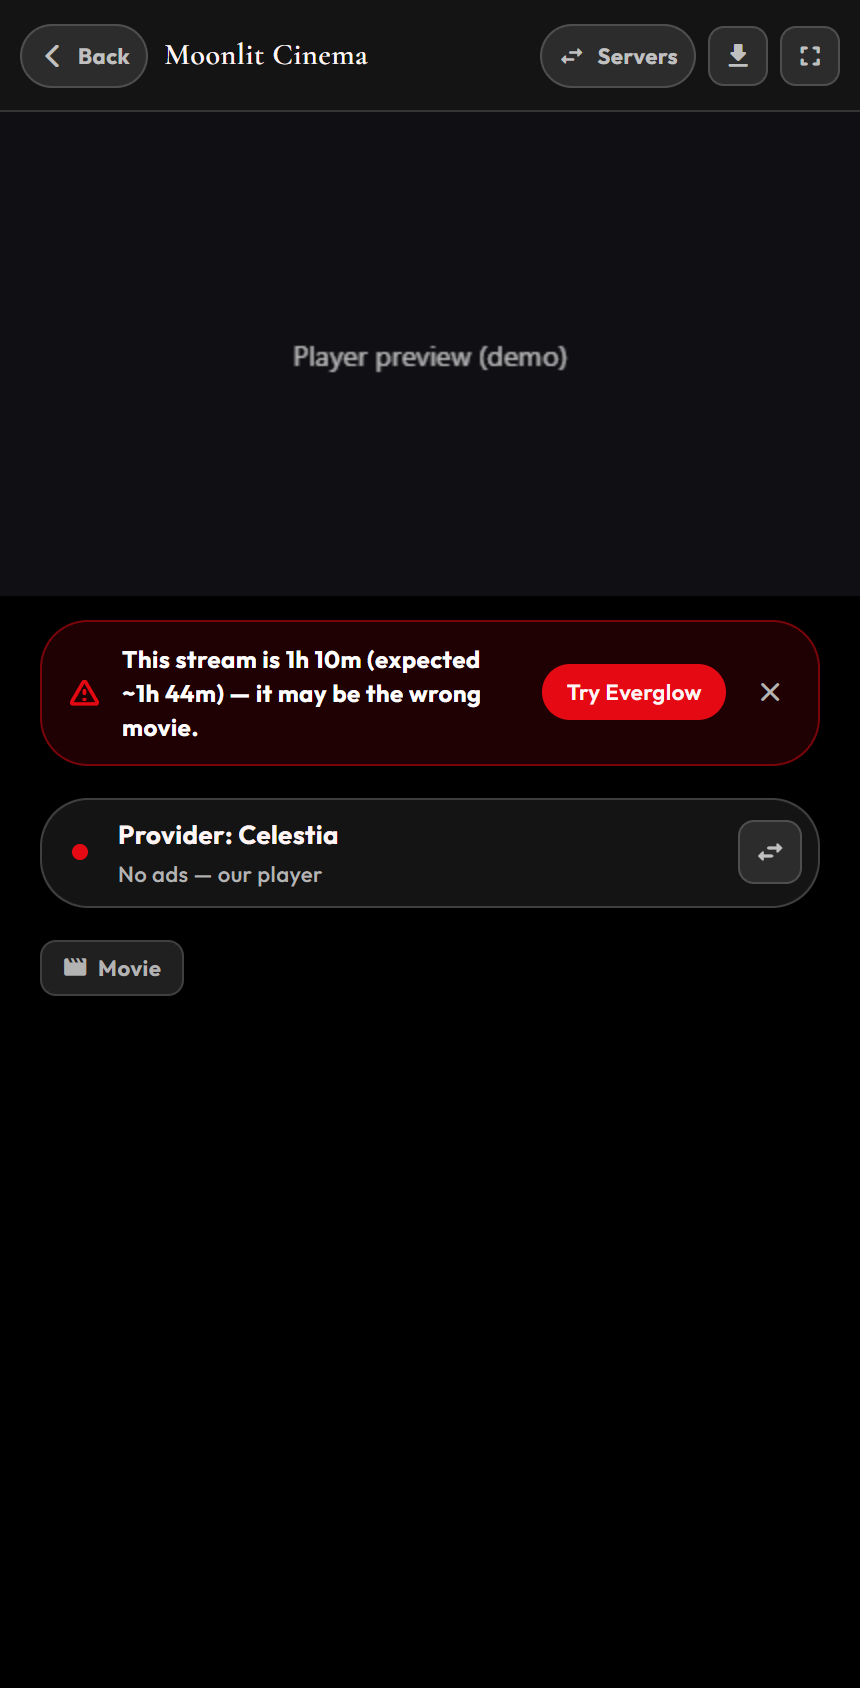 Back
Moonlit Cinema
Servers
Player preview (demo)
This stream is 1h 10m (expected
~1h 44m) — it may be the wrong
movie.
Try Everglow
Provider: Celestia
No ads — our player
Movie